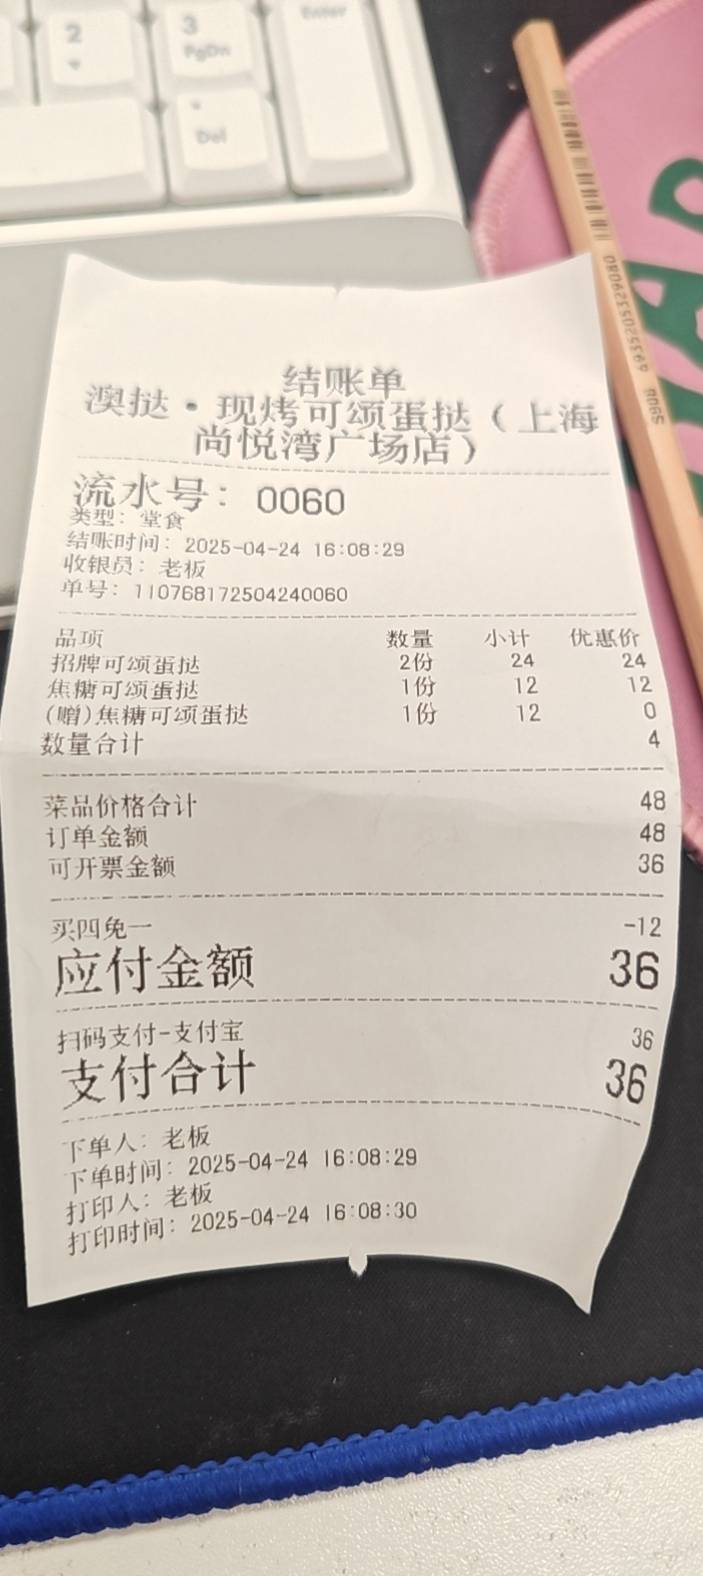 2
3
PgDn
Enter
Del
结账单
澳挞·现烤可颂蛋挞（上海
尚悦湾广场店）
流水号：0060
类型：堂食
结账时间：2025-04-24 16:08:29
收银员：老板
单号：110768172504240060
品项 数量 小计 优惠价
招牌可颂蛋挞 2份 24 24
焦糖可颂蛋挞 1份 12 12
(赠)焦糖可颂蛋挞 1份 12 0
数量合计 4
菜品价格合计 48
订单金额 48
可开票金额 36
买四免一 -12
应付金额 36
扫码支付-支付宝 36
支付合计 36
下单人：老板
下单时间：2025-04-24 16:08:29
打印人：老板
打印时间：2025-04-24 16:08:30